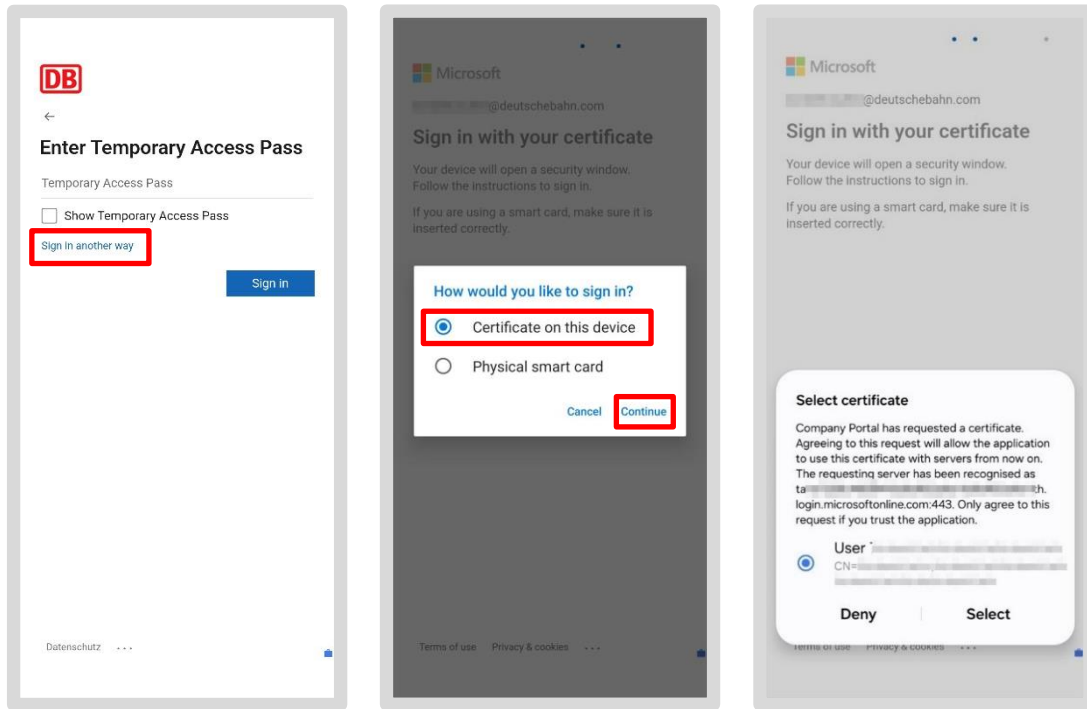 DB
Enter Temporary Access Pass
Temporary Access Pass
Show Temporary Access Pass
Sign in another way
Sign in
Datenschutz ...
Microsoft
@deutschebahn.com
Sign in with your certificate
Your device will open a security window.
Follow the instructions to sign in.
If you are using a smart card, make sure it is
inserted correctly.
How would you like to sign in?
Certificate on this device
Physical smart card
Cancel Continue
Terms of use Privacy & cookies ...
Microsoft
@deutschebahn.com
Sign in with your certificate
Your device will open a security window.
Follow the instructions to sign in.
If you are using a smart card, make sure it is
inserted correctly.
Select certificate
Company Portal has requested a certificate.
Agreeing to this request will allow the application
to use this certificate with servers from now on.
The requesting server has been recognised as
ta
login.microsoftonline.com:443. Only agree to this
request if you trust the application.
User
CN=
Deny Select
Terms of use Privacy & cookies ...